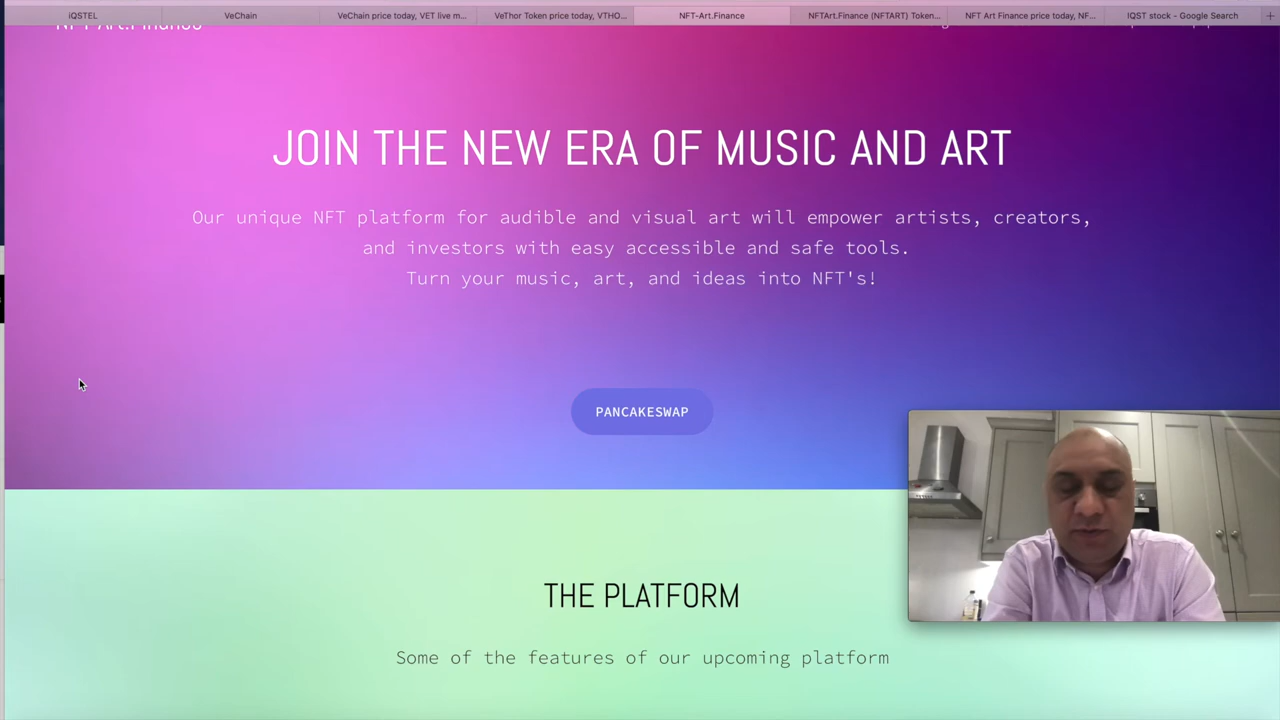 iQSTEL
VeChain
VeChain price today, VET live m...
VeThor Token price today, VTHO...
NFT-Art.Finance
NFTArt.Finance (NFTART) Token...
NFT Art Finance price today, NF...
IQST stock - Google Search
NFT-Art.Finance
JOIN THE NEW ERA OF MUSIC AND ART
Our unique NFT platform for audible and visual art will empower artists, creators,
and investors with easy accessible and safe tools.
Turn your music, art, and ideas into NFT's!
PANCAKESWAP
THE PLATFORM
Some of the features of our upcoming platform